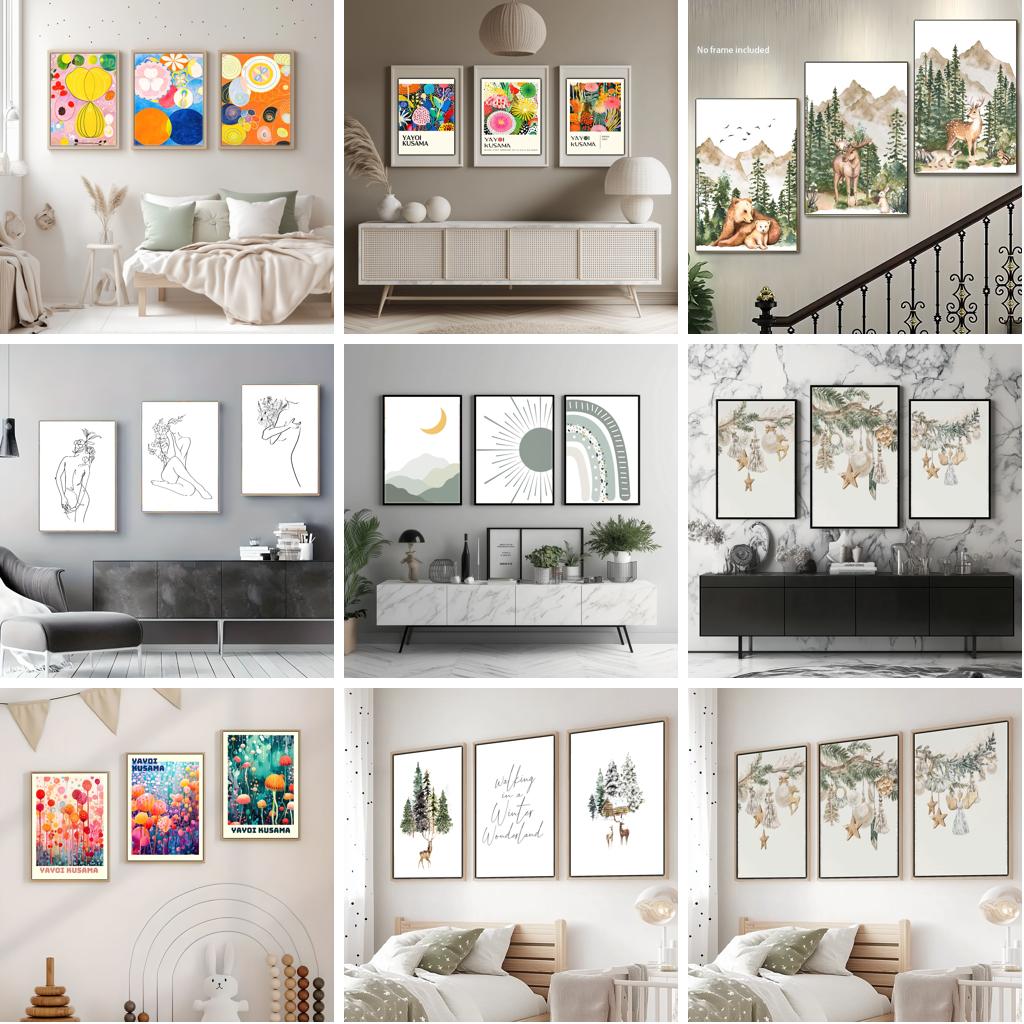 YAYOI
KUSAMA
YAYOI
KUSAMA
YAYOI
KUSAMA
No frame included
YAYOI KUSAMA
YAYOI
KUSAMA
YAYOI KUSAMA
Walking
in a
Winter
Wonderland